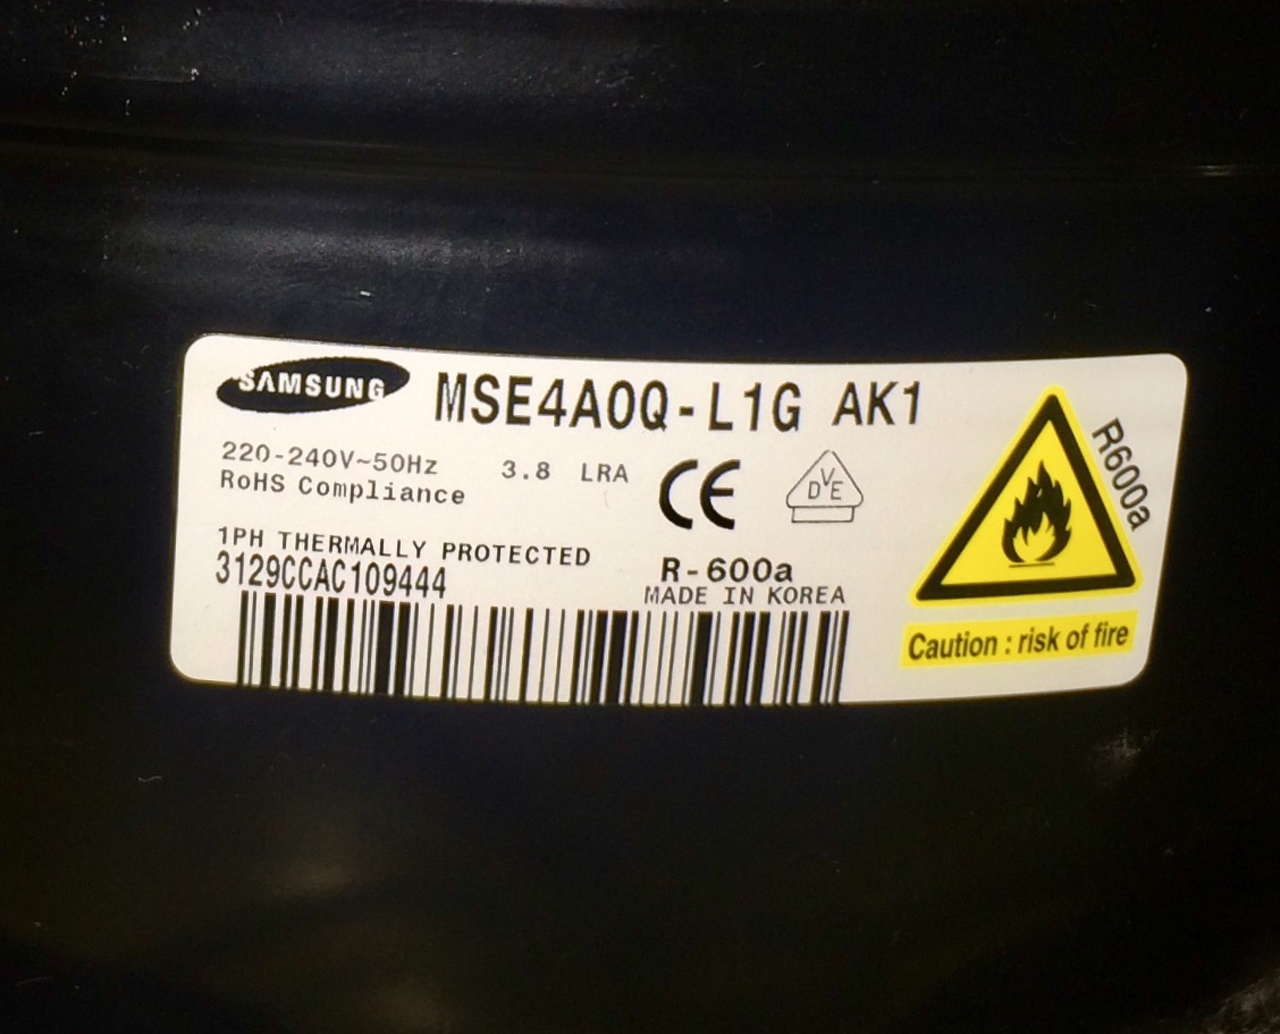 SAMSUNG MSE4A0Q-L1G AK1
220-240V~50Hz 3.8 LRA
RoHS Compliance
CE
DVE
1PH THERMALLY PROTECTED
3129CCAC109444
R-600a
MADE IN KOREA
R600a
Caution : risk of fire